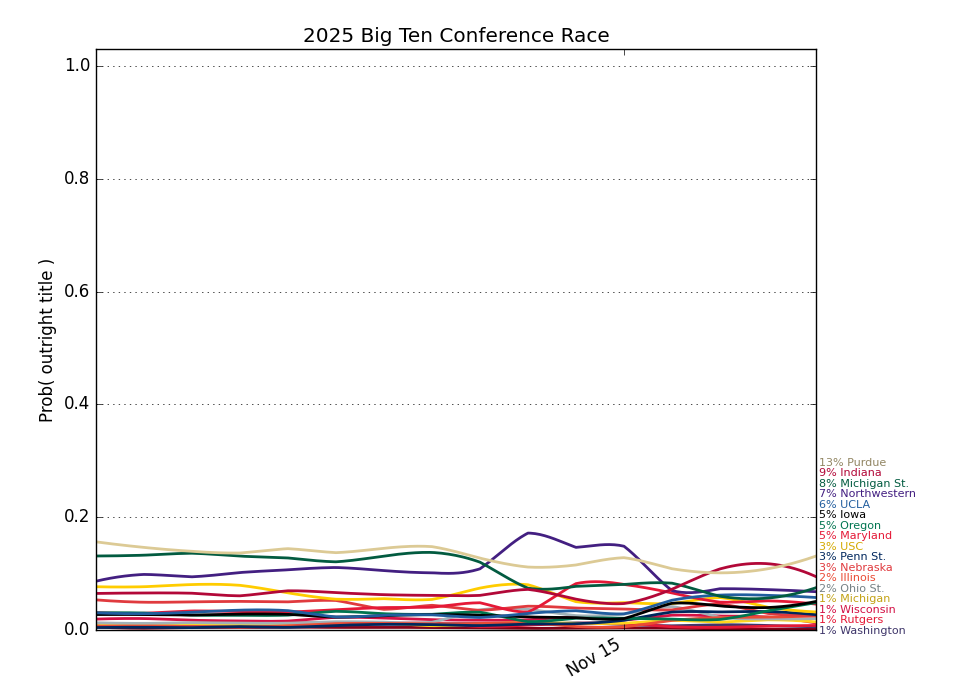 2025 Big Ten Conference Race
1.0
0.8
0.6
0.4
0.2
0.0
Prob( outright title )
Nov 15
13% Purdue
9% Indiana
8% Michigan St.
7% Northwestern
6% UCLA
5% Iowa
5% Oregon
5% Maryland
3% USC
3% Penn St.
3% Nebraska
2% Illinois
2% Ohio St.
1% Michigan
1% Wisconsin
1% Rutgers
1% Washington